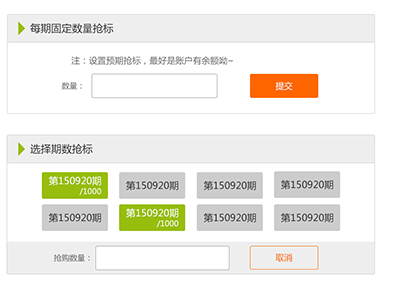 每期固定数量抢标
注：设置预期抢标，最好是账户有余额呦~
数量： 提交
选择期数抢标
第150920期 /1000 第150920期 第150920期 第150920期
第150920期 第150920期 /1000 第150920期 第150920期
抢购数量： 取消